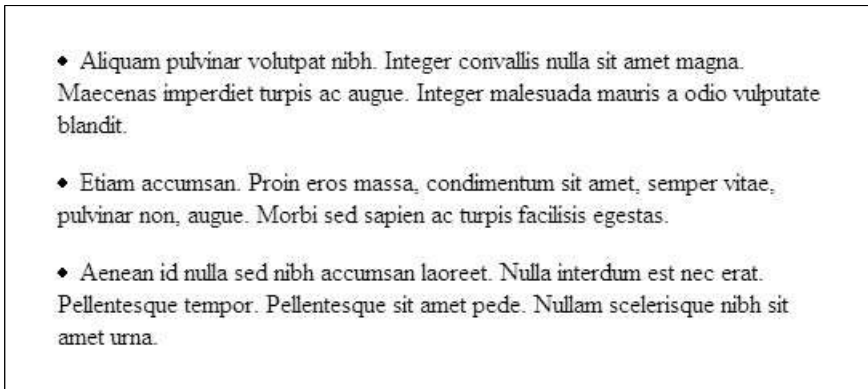 ◆ Aliquam pulvinar volutpat nibh. Integer convallis nulla sit amet magna.
Maecenas imperdiet turpis ac augue. Integer malesuada mauris a odio vulputate
blandit.
◆ Etiam accumsan. Proin eros massa, condimentum sit amet, semper vitae,
pulvinar non, augue. Morbi sed sapien ac turpis facilisis egestas.
◆ Aenean id nulla sed nibh accumsan laoreet. Nulla interdum est nec erat.
Pellentesque tempor. Pellentesque sit amet pede. Nullam scelerisque nibh sit
amet urna.